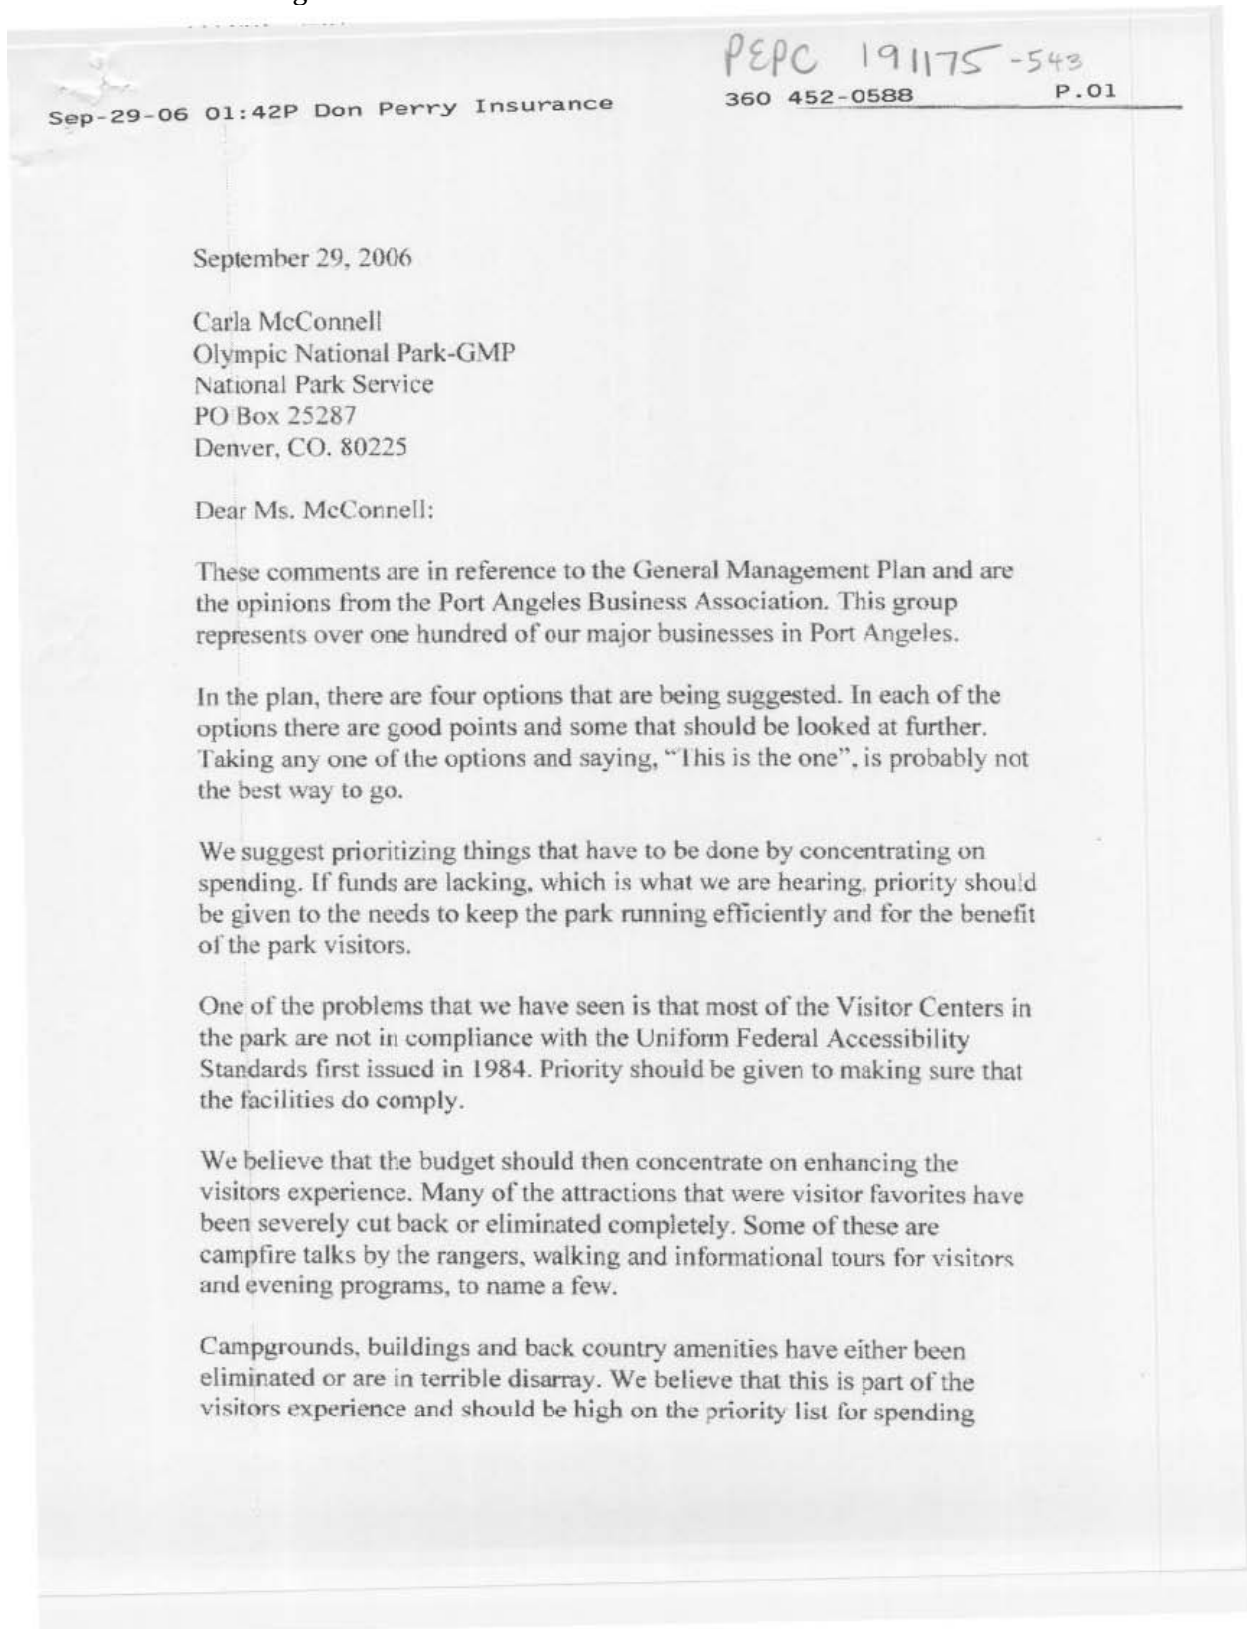 PEPC 191175-543
Sep-29-06 01:42P Don Perry Insurance 360 452-0588 P.01
September 29, 2006
Carla McConnell
Olympic National Park-GMP
National Park Service
PO Box 25287
Denver, CO. 80225
Dear Ms. McConnell:
These comments are in reference to the General Management Plan and are
the opinions from the Port Angeles Business Association. This group
represents over one hundred of our major businesses in Port Angeles.
In the plan, there are four options that are being suggested. In each of the
options there are good points and some that should be looked at further.
Taking any one of the options and saying, "This is the one", is probably not
the best way to go.
We suggest prioritizing things that have to be done by concentrating on
spending. If funds are lacking, which is what we are hearing, priority should
be given to the needs to keep the park running efficiently and for the benefit
of the park visitors.
One of the problems that we have seen is that most of the Visitor Centers in
the park are not in compliance with the Uniform Federal Accessibility
Standards first issued in 1984. Priority should be given to making sure that
the facilities do comply.
We believe that the budget should then concentrate on enhancing the
visitors experience. Many of the attractions that were visitor favorites have
been severely cut back or eliminated completely. Some of these are
campfire talks by the rangers, walking and informational tours for visitors
and evening programs, to name a few.
Campgrounds, buildings and back country amenities have either been
eliminated or are in terrible disarray. We believe that this is part of the
visitors experience and should be high on the priority list for spending